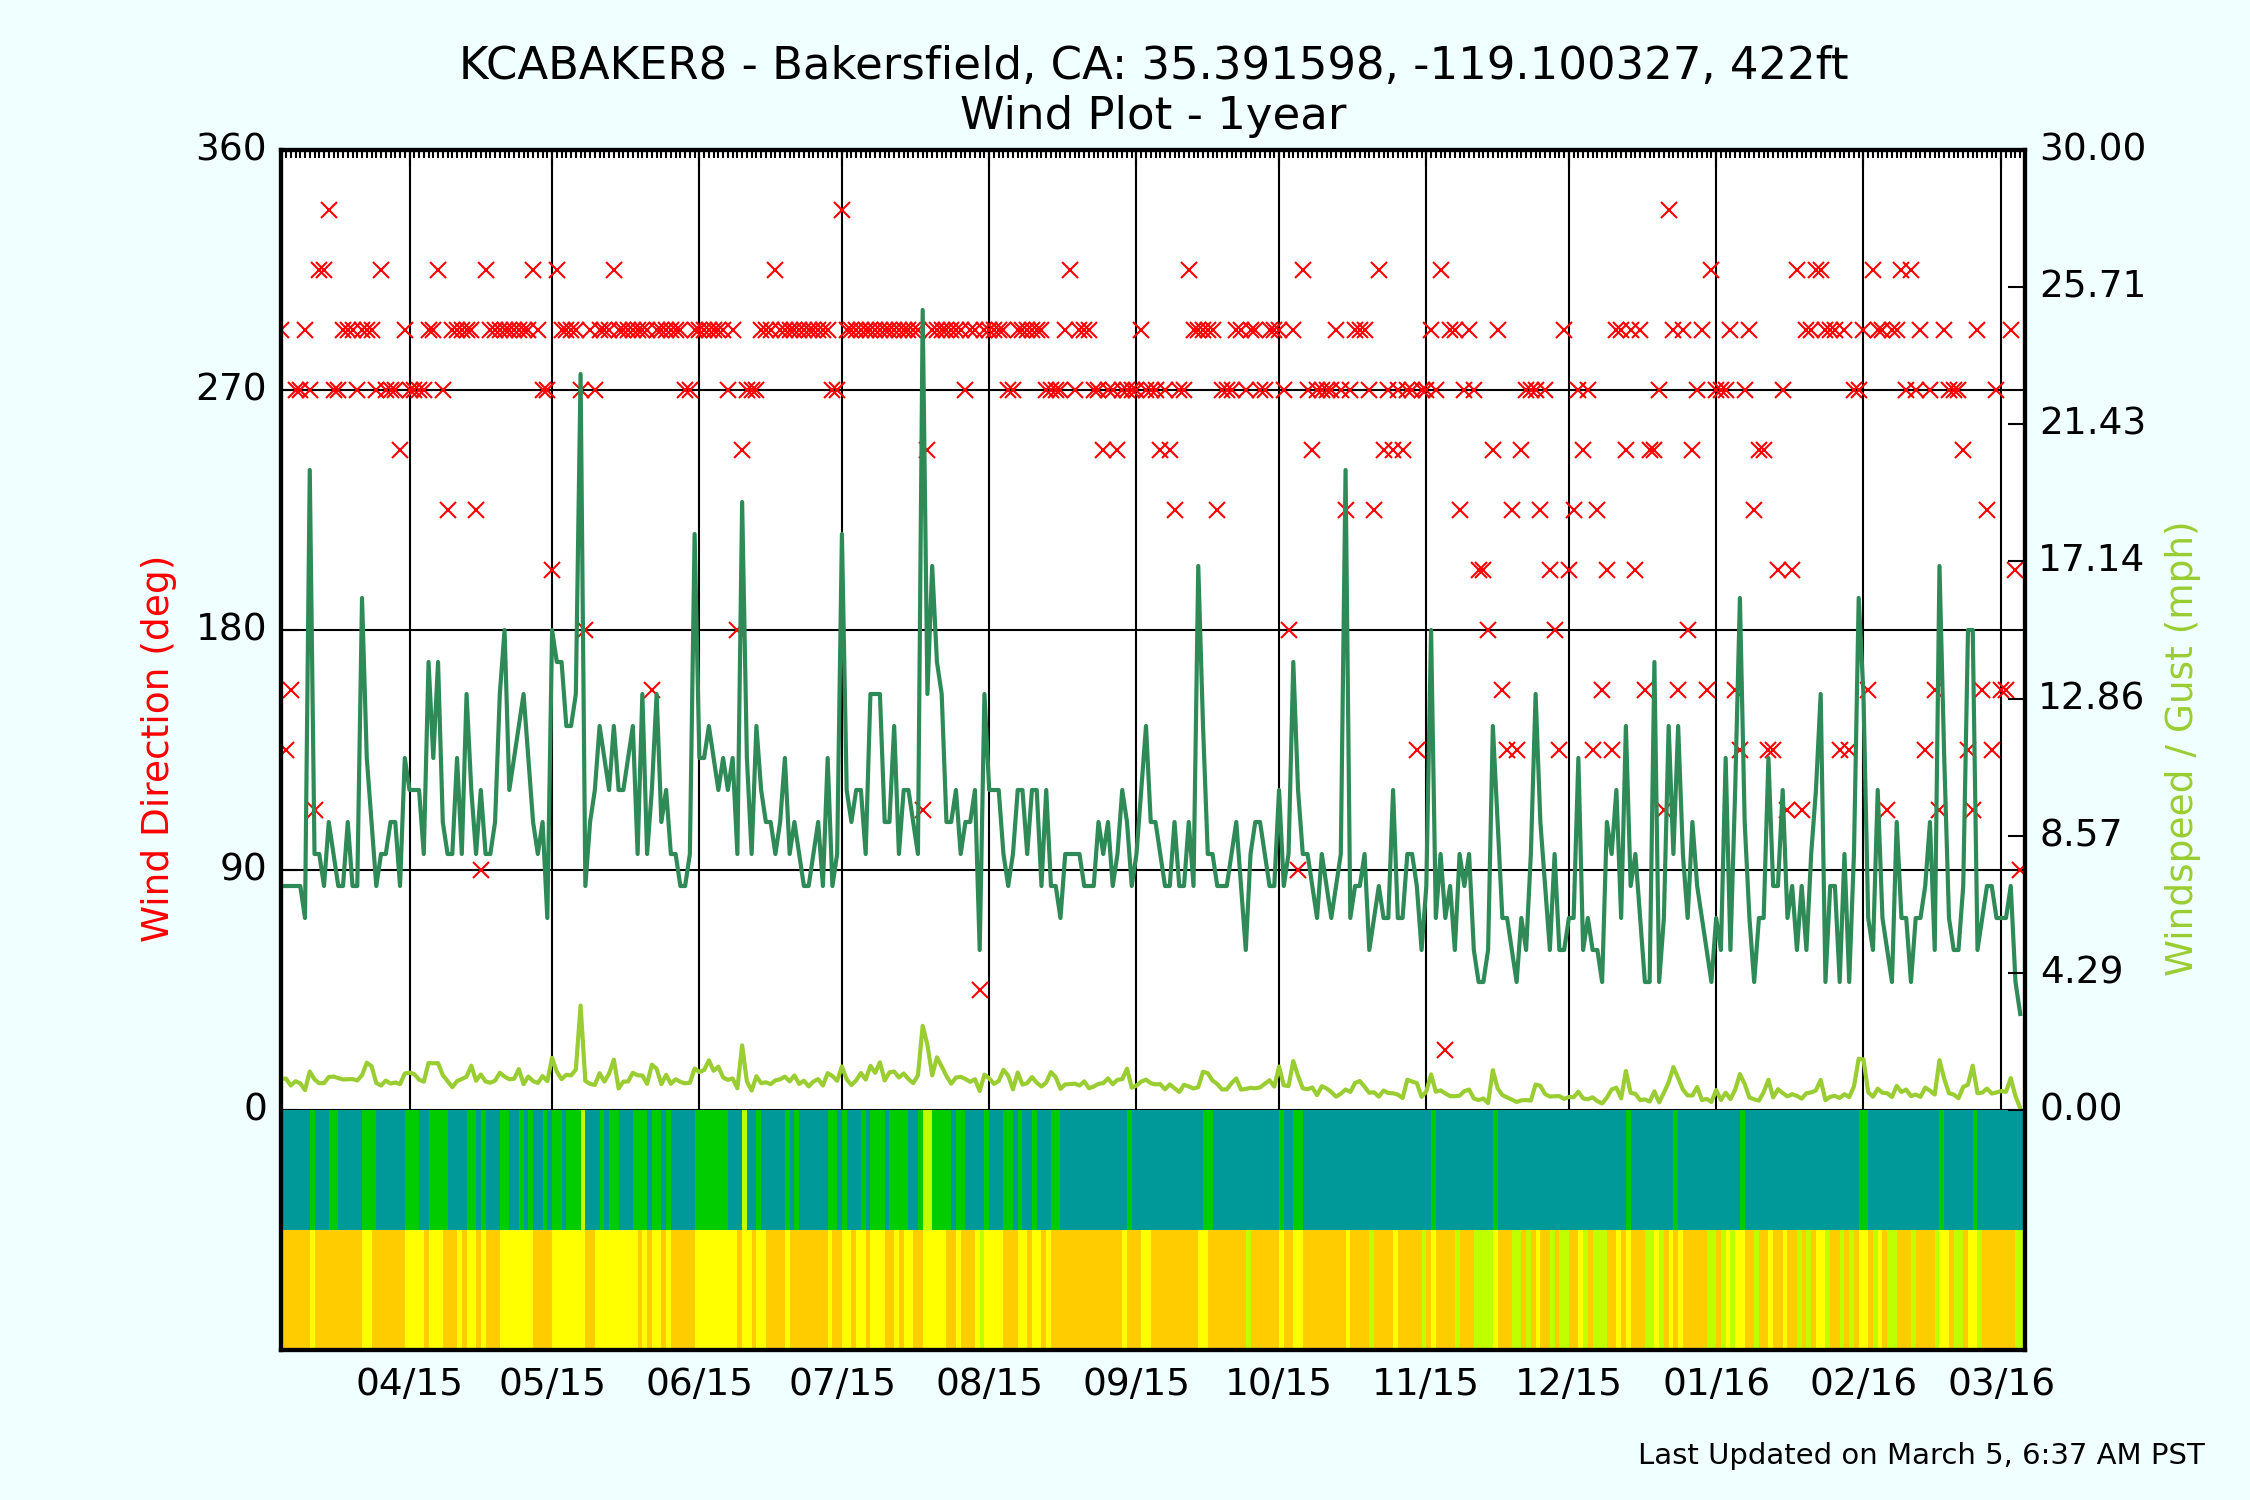 KCABAKER8 - Bakersfield, CA: 35.391598, -119.100327, 422ft
Wind Plot - 1year
360
270
180
90
0
Wind Direction (deg)
30.00
25.71
21.43
17.14
12.86
8.57
4.29
0.00
Windspeed / Gust (mph)
04/15 05/15 06/15 07/15 08/15 09/15 10/15 11/15 12/15 01/16 02/16 03/16
Last Updated on March 5, 6:37 AM PST